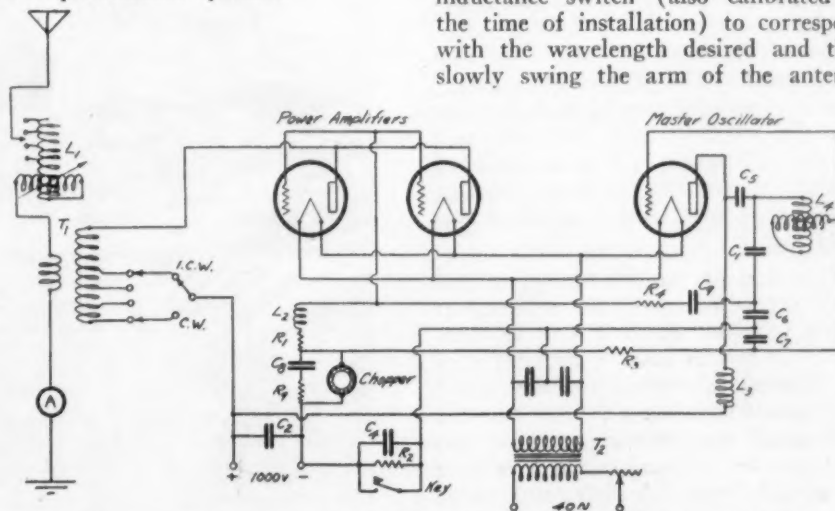 inductance switch (also calibrated
the time of installation) to correspo
with the wavelength desired and t
slowly swing the arm of the anten
Power Amplifiers
Master Oscillator
L1
T1
I.C.W.
C.W.
A
C5
L4
C1
L2
R4
C9
C6
R1
C7
C8
R3
Chopper
R9
L3
C2
C4
R2
T2
+ 1000V -
Key
40~